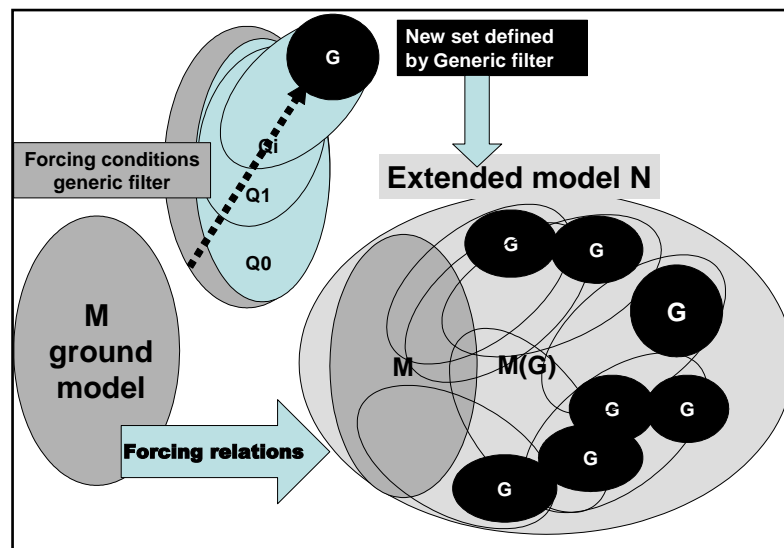 G
New set defined
by Generic filter
Qi
Forcing conditions
generic filter
Q1
Extended model N
Q0
G
G
M
ground
model
G
M
M(G)
G
G
Forcing relations
G
G